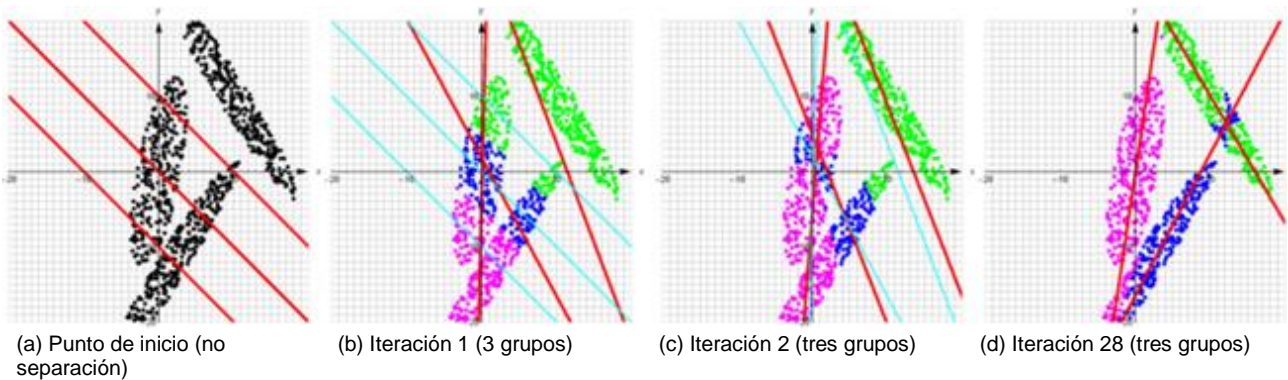 (a) Punto de inicio (no
separación)
(b) Iteración 1 (3 grupos)
(c) Iteración 2 (tres grupos)
(d) Iteración 28 (tres grupos)